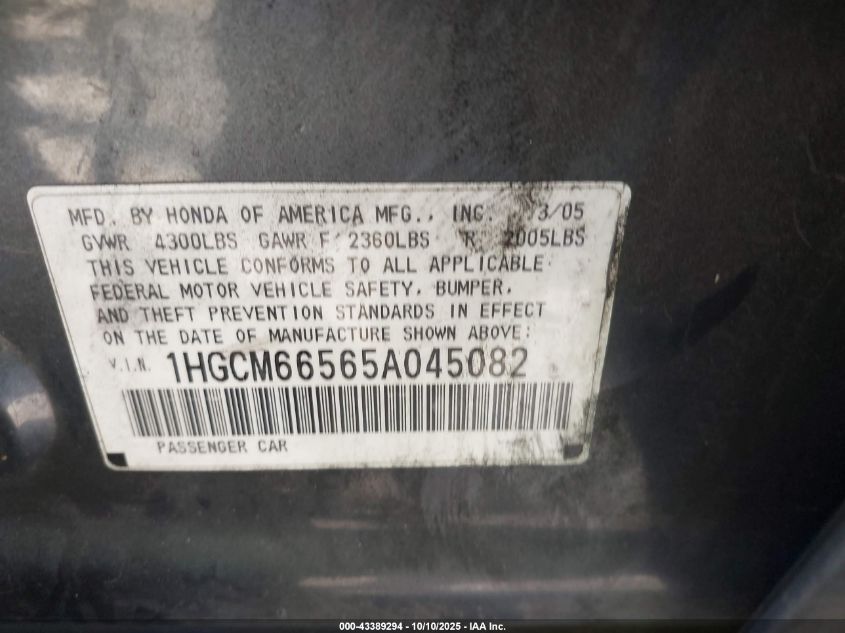 MFD. BY HONDA OF AMERICA MFG., INC. 3/05
GVWR 4300LBS GAWR F 2360LBS R 2005LBS
THIS VEHICLE CONFORMS TO ALL APPLICABLE
FEDERAL MOTOR VEHICLE SAFETY, BUMPER,
AND THEFT PREVENTION STANDARDS IN EFFECT
ON THE DATE OF MANUFACTURE SHOWN ABOVE:
V.I.N. 1HGCM66565A045082
PASSENGER CAR
000-43389294 - 10/10/2025 - IAA Inc.